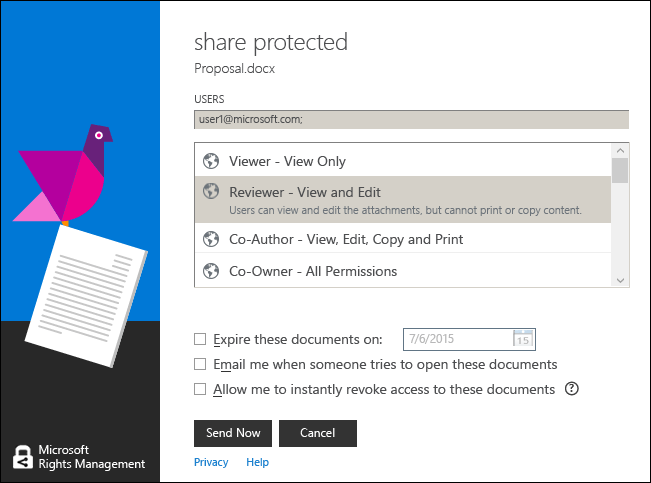 share protected
Proposal.docx
USERS
user1@microsoft.com;
Viewer - View Only
Reviewer - View and Edit
Users can view and edit the attachments, but cannot print or copy content.
Co-Author - View, Edit, Copy and Print
Co-Owner - All Permissions
Expire these documents on: 7/6/2015 15
Email me when someone tries to open these documents
Allow me to instantly revoke access to these documents ?
Send Now Cancel
Privacy Help
Microsoft
Rights Management